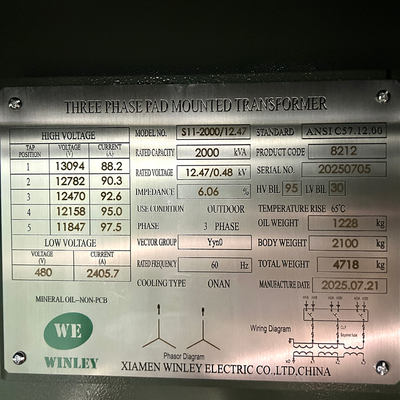 THREE PHASE PAD MOUNTED TRANSFORMER
HIGH VOLTAGE
TAP POSITION VOLTAGE (V) CURRENT (A)
1 13094 88.2
2 12782 90.3
3 12470 92.6
4 12158 95.0
5 11847 97.5
LOW VOLTAGE
VOLTAGE (V) CURRENT (A)
480 2405.7
MINERAL OIL-NON-PCB
WE
WINLEY
MODEL NO. S11-2000/12.47 STANDARD ANSI C57.12.00
RATED CAPACITY 2000 kVA PRODUCT CODE 8212
RATED VOLTAGE 12.47/0.48 kV SERIAL NO. 20250705
IMPEDANCE 6.06 % HV BIL 95 LV BIL 30
USE CONDITION OUTDOOR TEMPERATURE RISE 65℃
PHASE 3 PHASE OIL WEIGHT 1228 kg
VECTOR GROUP Yyn0 BODY WEIGHT 2100 kg
RATED FREQUENCY 60 Hz TOTAL WEIGHT 4718 kg
COOLING TYPE ONAN MANUFACTURE DATE 2025.07.21
Phasor Diagram
Wiring Diagram
XIAMEN WINLEY ELECTRIC CO.,LTD,CHINA